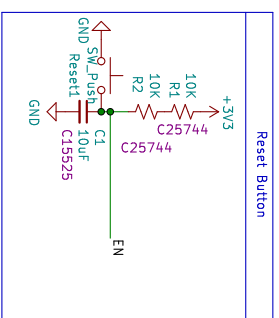 Reset Button
+3V3
10K
R1
C25744
10K
R2
C25744
GND
SW_Push
Reset1
C1
10uF
C15525
GND
EN